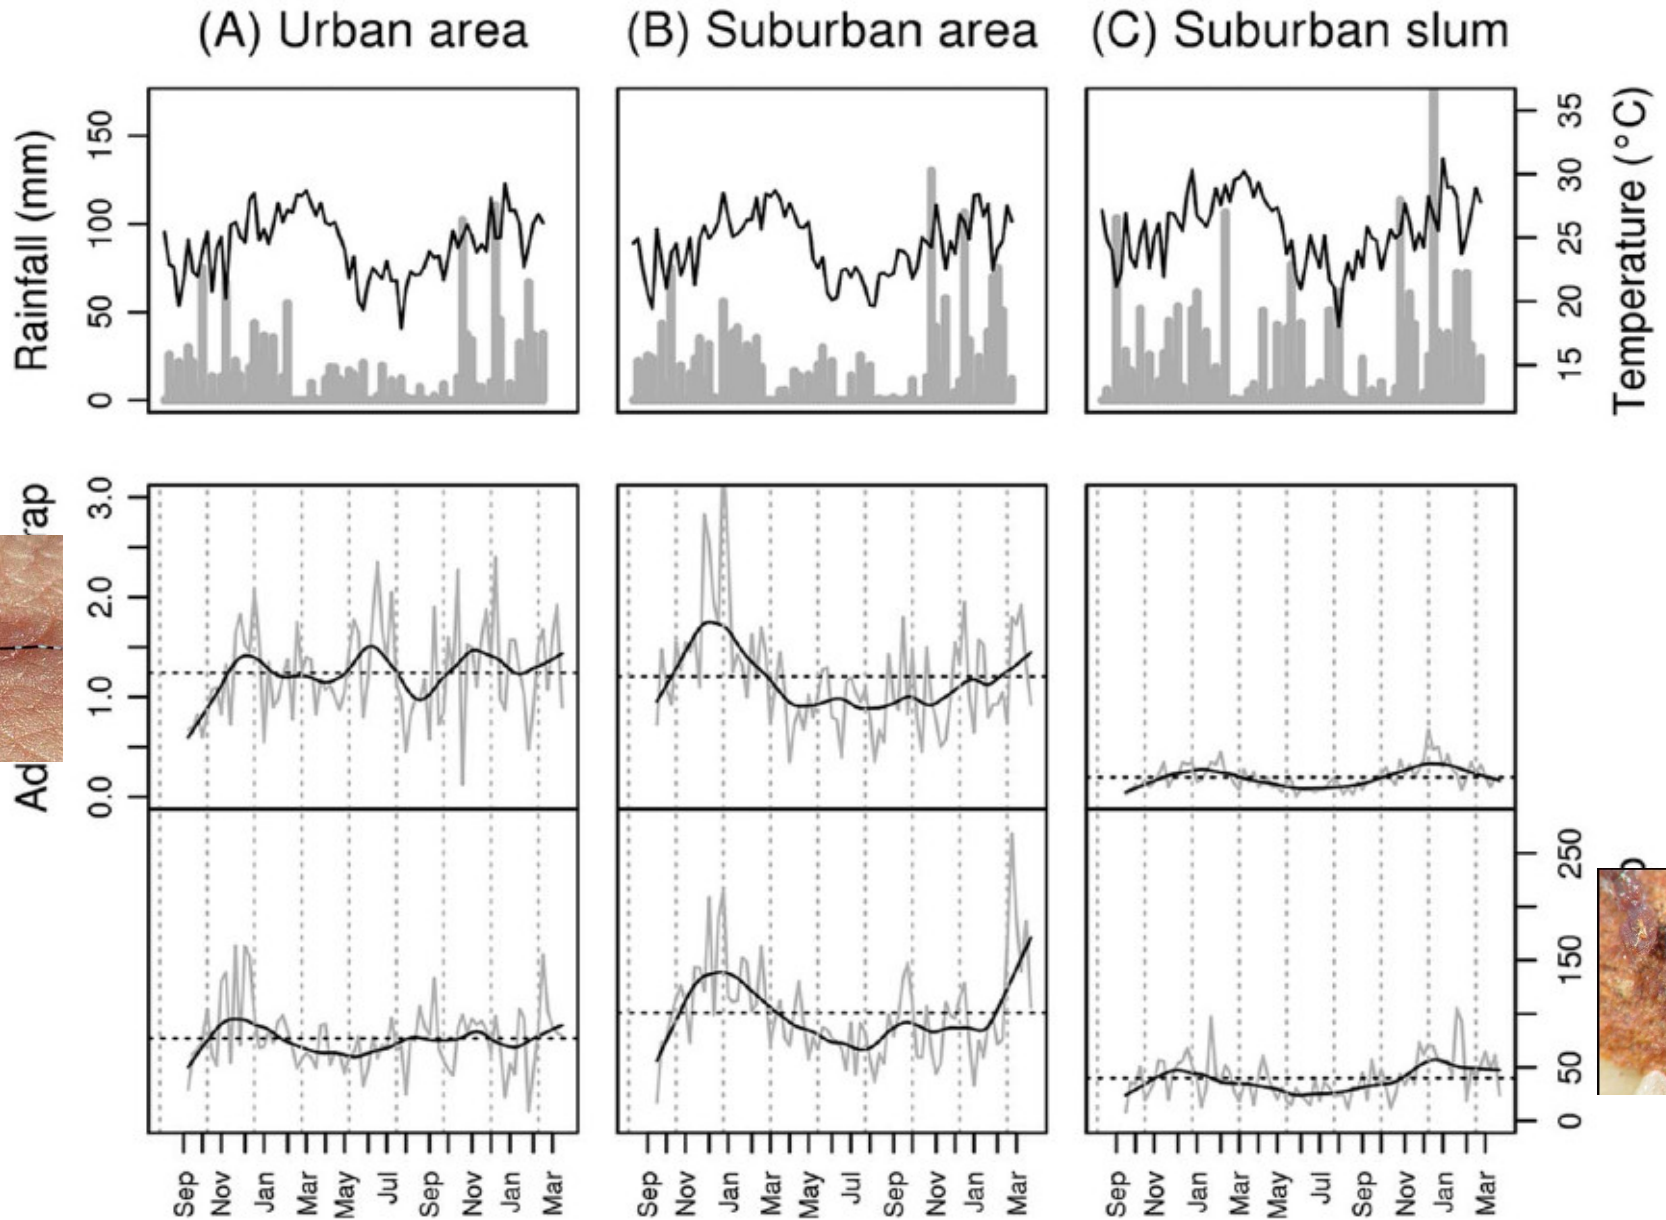 (A) Urban area (B) Suburban area (C) Suburban slum
Rainfall (mm)
150
100
50
0
35
30
25
20
15
Temperature (°C)
3.0
2.0
1.0
0.0
250
150
50
0
Sep Nov Jan Mar May Jul Sep Nov Jan Mar
Sep Nov Jan Mar May Jul Sep Nov Jan Mar
Sep Nov Jan Mar May Jul Sep Nov Jan Mar